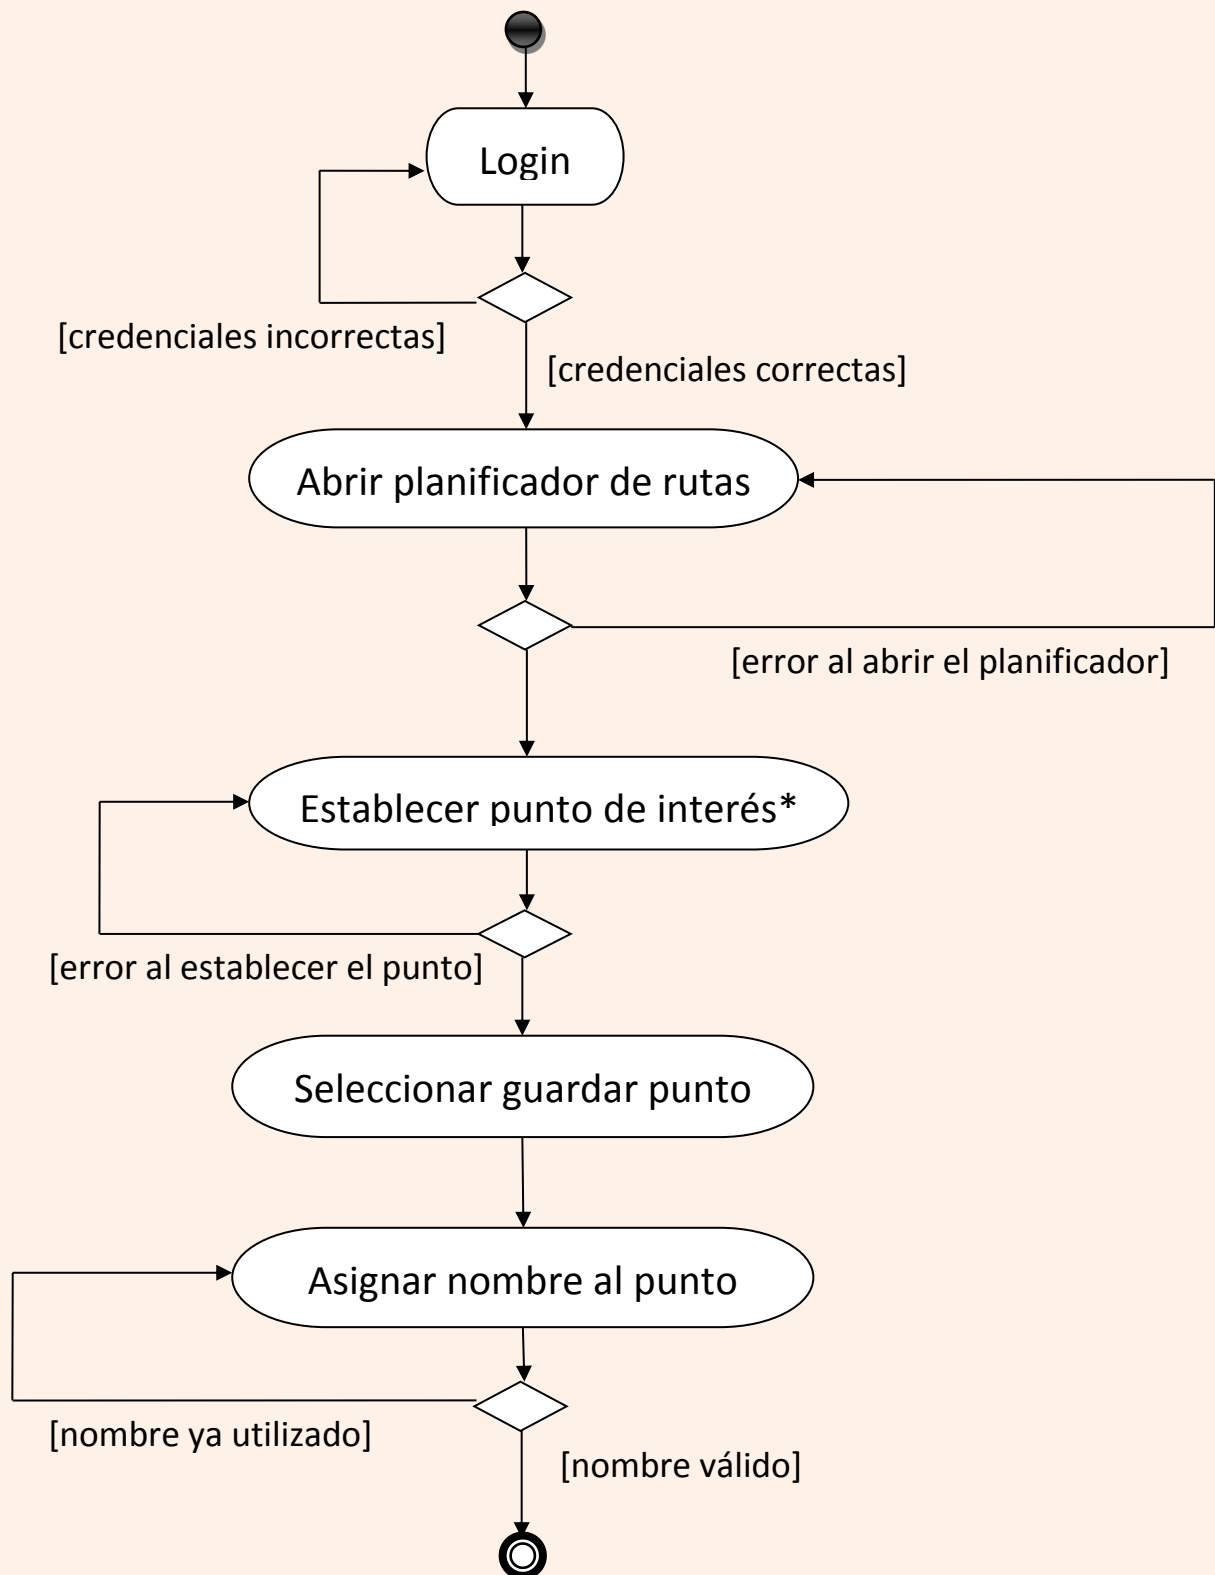 Login
[credenciales incorrectas]
[credenciales correctas]
Abrir planificador de rutas
[error al abrir el planificador]
Establecer punto de interés*
[error al establecer el punto]
Seleccionar guardar punto
Asignar nombre al punto
[nombre ya utilizado]
[nombre válido]